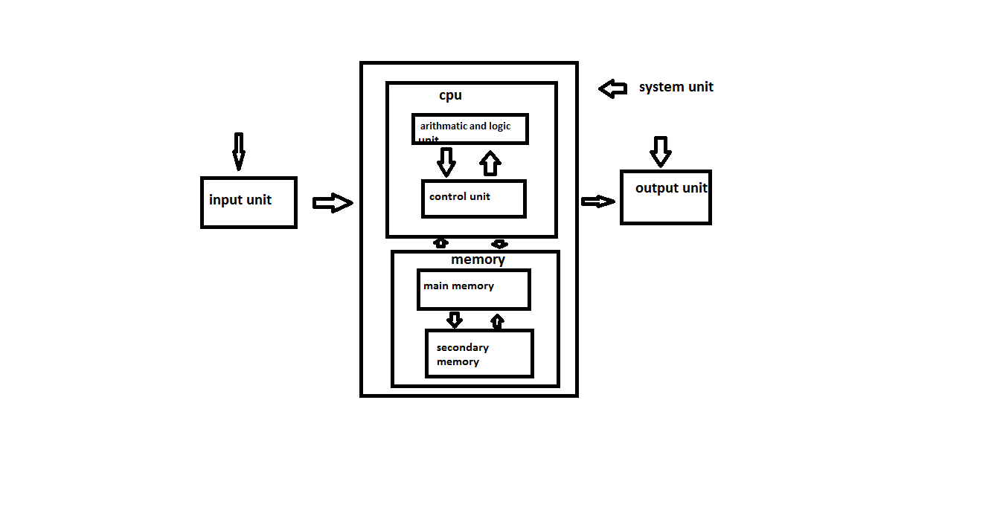 cpu
system unit
arithmatic and logic
unit
input unit
control unit
output unit
memory
main memory
secondary
memory